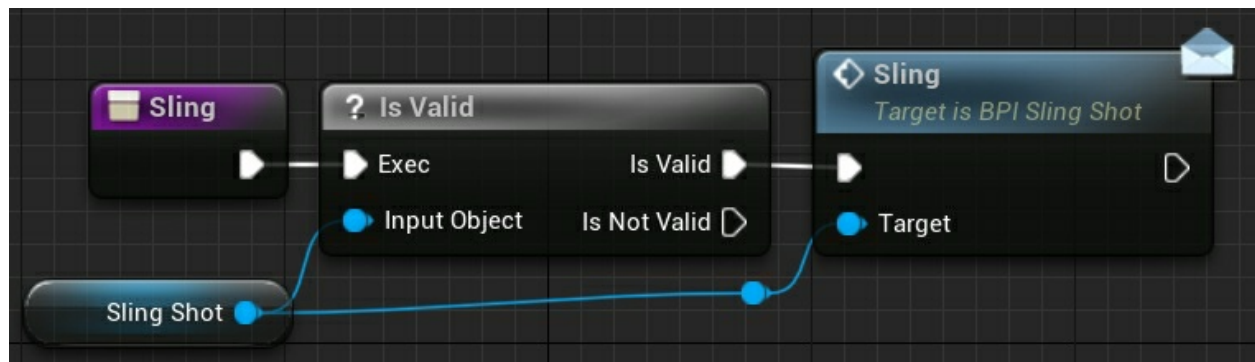 Sling
? Is Valid
Exec
Is Valid
Input Object
Is Not Valid
Sling Shot
Sling
Target is BPI Sling Shot
Target